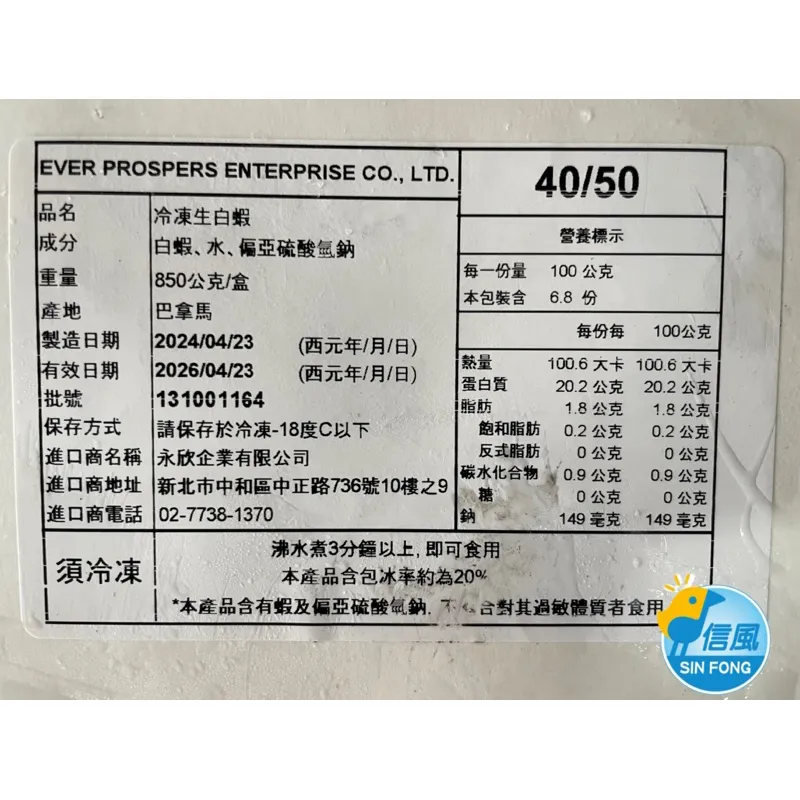 EVER PROSPERS ENTERPRISE CO., LTD.
品名 冷凍生白蝦
成分 白蝦、水、偏亞硫酸氫鈉
重量 850公克/盒
產地 巴拿馬
製造日期 2024/04/23 (西元年/月/日)
有效日期 2026/04/23 (西元年/月/日)
批號 131001164
保存方式 請保存於冷凍-18度C以下
進口商名稱 永欣企業有限公司
進口商地址 新北市中和區中正路736號10樓之9
進口商電話 02-7738-1370
40/50
營養標示
每一份量 100 公克
本包裝含 6.8 份
每份每 100公克
熱量 100.6 大卡 100.6 大卡
蛋白質 20.2 公克 20.2 公克
脂肪 1.8 公克 1.8 公克
飽和脂肪 0.2 公克 0.2 公克
反式脂肪 0 公克 0 公克
碳水化合物 0.9 公克 0.9 公克
糖 0 公克 0 公克
鈉 149 毫克 149 毫克
須冷凍
沸水煮3分鐘以上, 即可食用
本產品含包冰率約為20%
*本產品含有蝦及偏亞硫酸氫鈉, 不 合對其過敏體質者食用
信風
SIN FONG